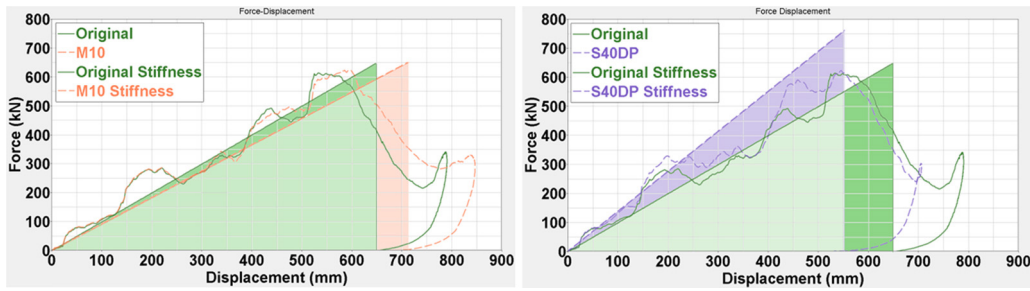 Force-Displacement
800
700
600
500
400
300
200
100
0
Force (kN)
Original
M10
Original Stiffness
M10 Stiffness
0 100 200 300 400 500 600 700 800 900
Displacement (mm)
Force Displacement
800
700
600
500
400
300
200
100
0
Force (kN)
Original
S40DP
Original Stiffness
S40DP Stiffness
0 100 200 300 400 500 600 700 800 900
Displacement (mm)